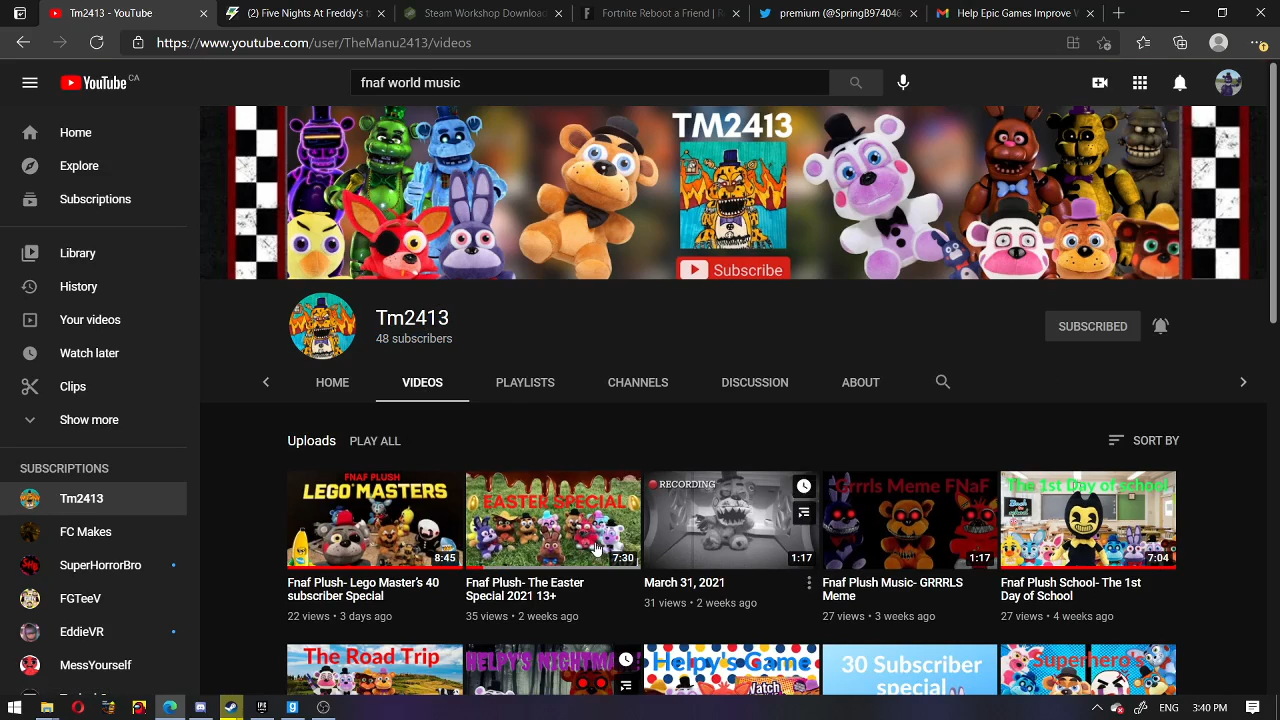 Tm2413 - YouTube
(2) Five Nights At Freddy's t
Steam Workshop Download
Fortnite Reboot a Friend | R
premium (@SpringB974046
Help Epic Games Improve W
https://www.youtube.com/user/TheManu2413/videos
YouTube CA
fnaf world music
Home
Explore
Subscriptions
Library
History
Your videos
Watch later
Clips
Show more
SUBSCRIPTIONS
Tm2413
FC Makes
SuperHorrorBro
FGTeeV
EddieVR
MessYourself
TM2413
Subscribe
Tm2413
48 subscribers
SUBSCRIBED
HOME
VIDEOS
PLAYLISTS
CHANNELS
DISCUSSION
ABOUT
Uploads
PLAY ALL
SORT BY
FNAF PLUSH
LEGO MASTERS
8:45
Fnaf Plush- Lego Master's 40
subscriber Special
22 views • 3 days ago
EASTER SPECIAL
7:30
Fnaf Plush- The Easter
Special 2021 13+
35 views • 2 weeks ago
RECORDING
1:17
March 31, 2021
31 views • 2 weeks ago
Grrrls Meme FNaF
1:17
Fnaf Plush Music- GRRRLS
Meme
27 views • 3 weeks ago
The 1st Day of school
7:04
Fnaf Plush School- The 1st
Day of School
27 views • 4 weeks ago
The Road Trip
HELPY'S NIGHTMA
Helpy's Game
Watch
30 Subscriber
special
Superhero's
ENG
3:40 PM